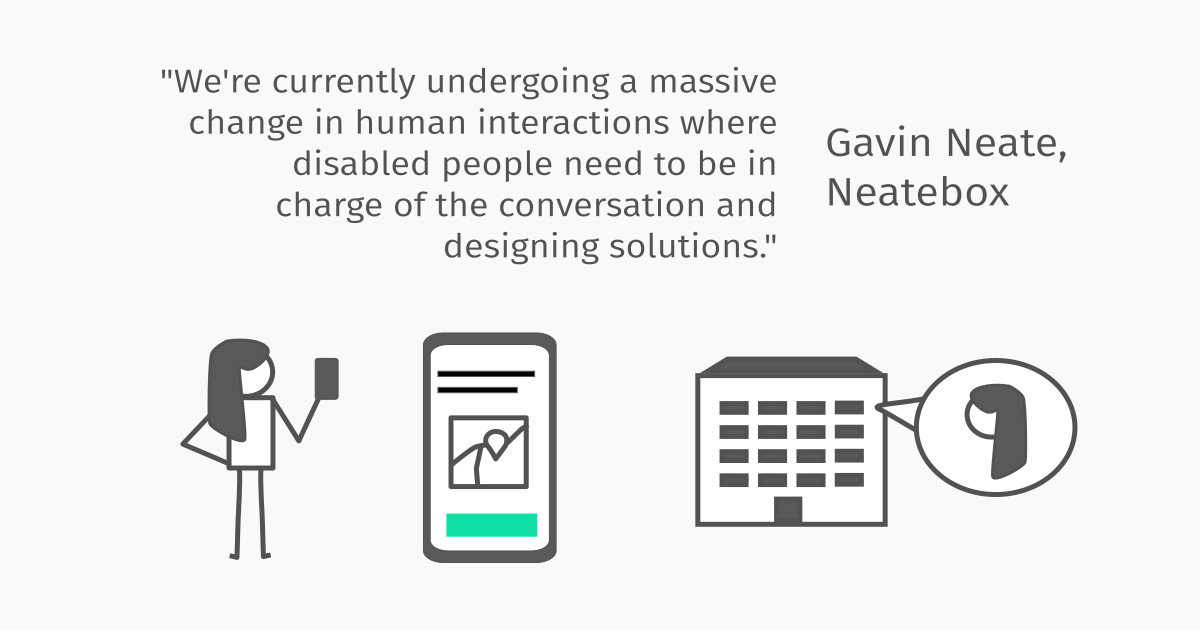 "We're currently undergoing a massive
change in human interactions where
disabled people need to be in
charge of the conversation and
designing solutions."
Gavin Neate,
Neatebox